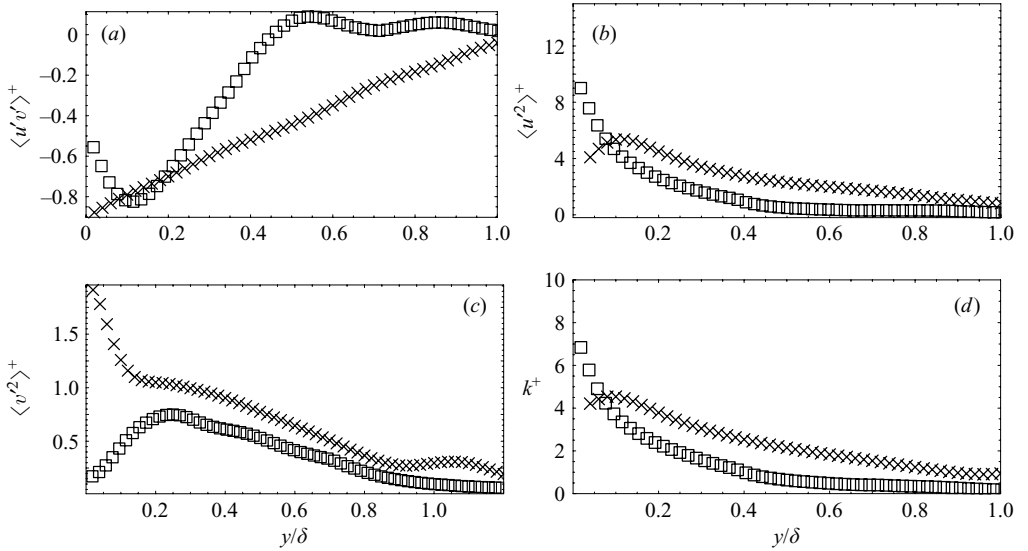 (a)
0
–0.2
–0.4
–0.6
–0.8
⟨u′v′⟩⁺
0 0.2 0.4 0.6 0.8 1.0
(b)
12
8
4
0
⟨u′²⟩⁺
0.2 0.4 0.6 0.8 1.0
(c)
1.5
1.0
0.5
⟨v′²⟩⁺
0.2 0.4 0.6 0.8 1.0
y/δ
(d)
10
8
6
4
2
0
k⁺
0.2 0.4 0.6 0.8 1.0
y/δ